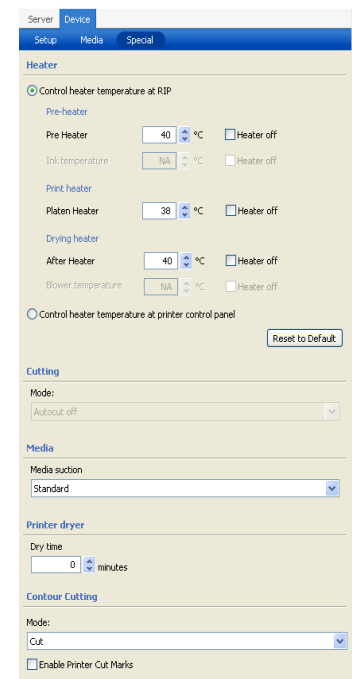 Server Device
Setup Media Special
Heater
Control heater temperature at RIP
Pre-heater
Pre Heater 40 °C Heater off
Ink temperature NA °C Heater off
Print heater
Platen Heater 38 °C Heater off
Drying heater
After Heater 40 °C Heater off
Blower temperature NA °C Heater off
Control heater temperature at printer control panel
Reset to Default
Cutting
Mode:
Autocut off
Media
Media suction
Standard
Printer dryer
Dry time
0 minutes
Contour Cutting
Mode:
Cut
Enable Printer Cut Marks